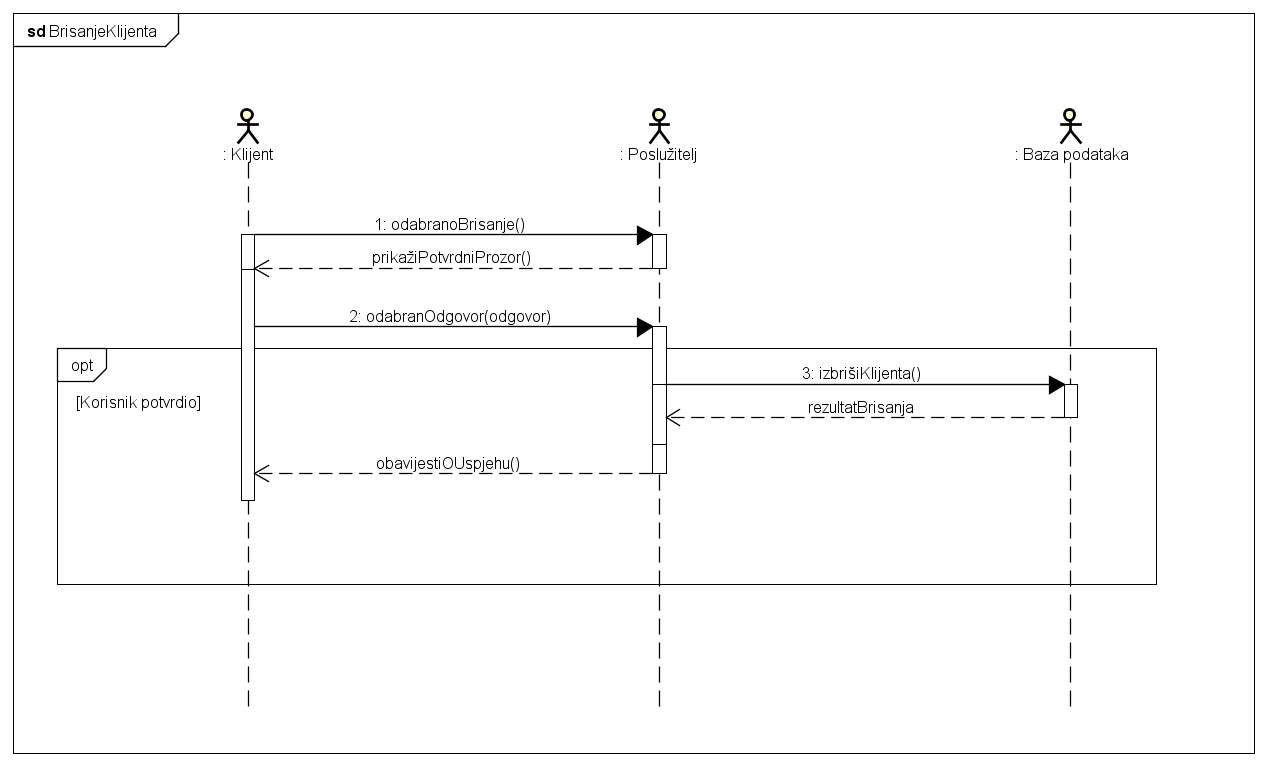 sd BrisanjeKlijenta
: Klijent
: Poslužitelj
: Baza podataka
1: odabranoBrisanje()
prikažiPotvrdniProzor()
2: odabranOdgovor(odgovor)
opt
3: izbrišiKlijenta()
[Korisnik potvrdio]
rezultatBrisanja
obavijestiOUspjehu()